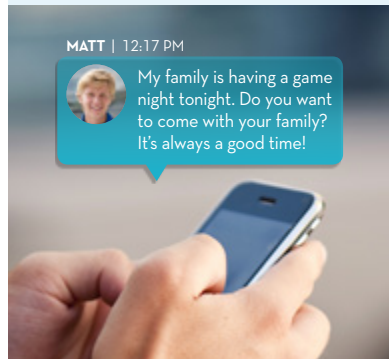 MATT | 12:17 PM
My family is having a game
night tonight. Do you want
to come with your family?
It's always a good time!